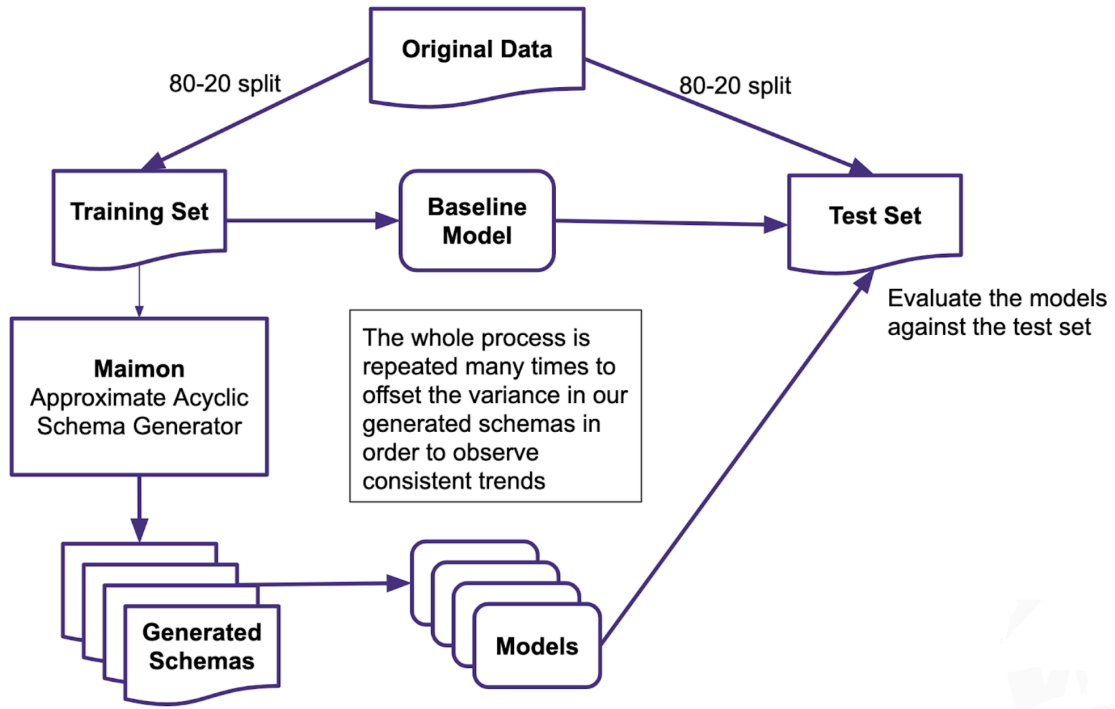 Original Data
80-20 split
80-20 split
Training Set
Baseline
Model
Test Set
Evaluate the models
against the test set
Maimon
Approximate Acyclic
Schema Generator
The whole process is
repeated many times to
offset the variance in our
generated schemas in
order to observe
consistent trends
Generated
Schemas
Models